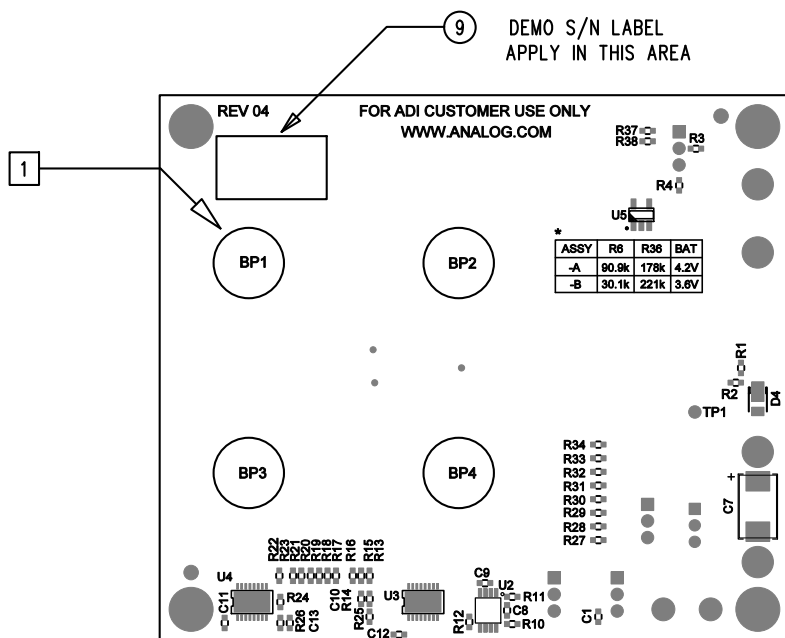 9 DEMO S/N LABEL
APPLY IN THIS AREA
REV 04
FOR ADI CUSTOMER USE ONLY
WWW.ANALOG.COM
1
R37
R38
R3
R4
U5
BP1
BP2
*
ASSY R6 R36 BAT
-A 90.9k 178k 4.2V
-B 30.1k 221k 3.6V
R1
R2
D4
TP1
BP3
BP4
R34
R33
R32
R31
R30
R29
R28
R27
+
C7
R22
R23
R21
R20
R19
R18
R17
R16
R15
R13
U4
C11
R24
R26
C13
C10
R14
R25
U3
C12
C9
U2
R11
C8
R10
R12
C1